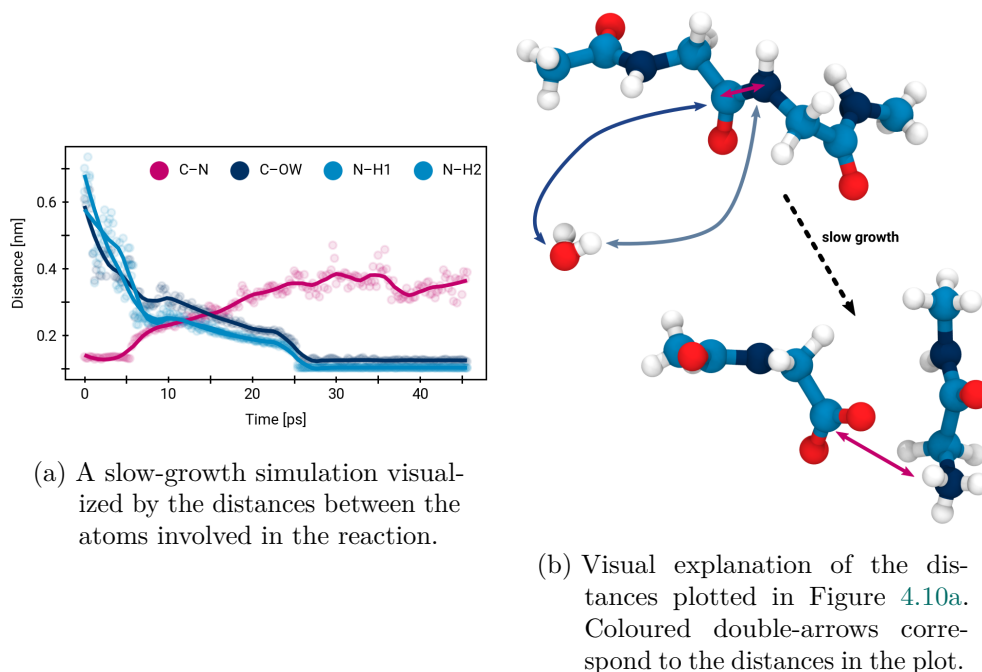 C–N C–OW N–H1 N–H2
Distance [nm]
0.6
0.4
0.2
0 10 20 30 40
Time [ps]
(a) A slow-growth simulation visual-
ized by the distances between the
atoms involved in the reaction.
slow growth
(b) Visual explanation of the dis-
tances plotted in Figure 4.10a.
Coloured double-arrows corre-
spond to the distances in the plot.